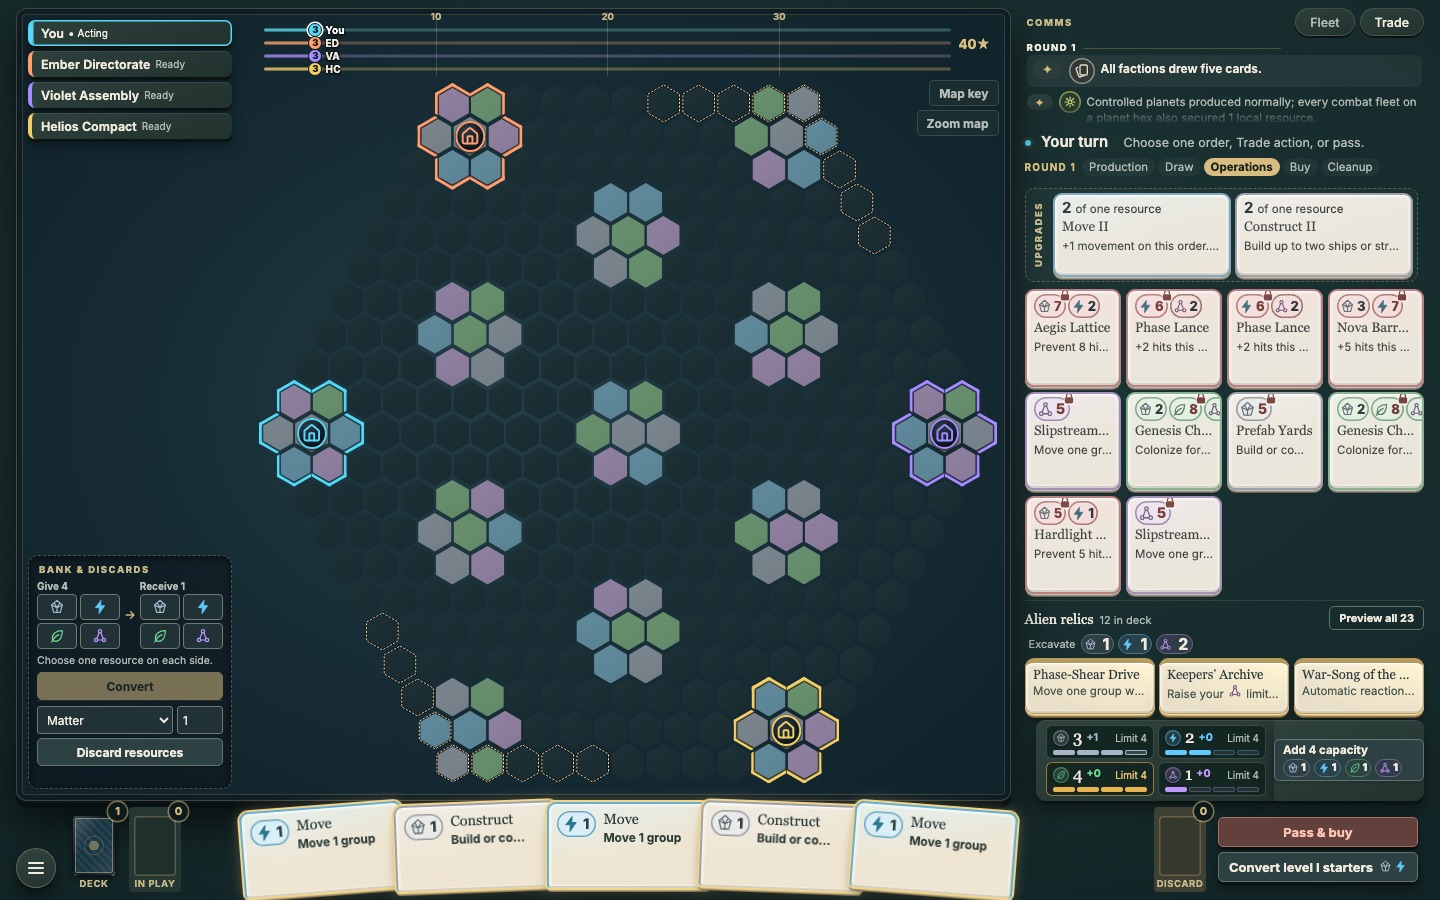 You • Acting
Ember Directorate Ready
Violet Assembly Ready
Helios Compact Ready
10 20 30
3 You
3 ED
3 VA
3 HC
40★
Map key
Zoom map
COMMS
Fleet
Trade
ROUND 1
All factions drew five cards.
Controlled planets produced normally; every combat fleet on
a planet hex also secured 1 local resource.
Your turn Choose one order, Trade action, or pass.
ROUND 1 Production Draw Operations Buy Cleanup
UPGRADES
2 of one resource
Move II
+1 movement on this order....
2 of one resource
Construct II
Build up to two ships or str...
7 2
Aegis Lattice
Prevent 8 hi...
6 2
Phase Lance
+2 hits this ...
6 2
Phase Lance
+2 hits this ...
3 7
Nova Barr...
+5 hits this ...
5
Slipstream...
Move one gr...
2 8
Genesis Ch...
Colonize for...
5
Prefab Yards
Build or co...
2 8
Genesis Ch...
Colonize for...
5 1
Hardlight ...
Prevent 5 hit...
5
Slipstream...
Move one gr...
Alien relics 12 in deck
Preview all 23
Excavate 1 1 2
Phase-Shear Drive
Move one group w...
Keepers' Archive
Raise your limit...
War-Song of the ...
Automatic reaction...
3 +1 Limit 4
2 +0 Limit 4
4 +0 Limit 4
1 +0 Limit 4
Add 4 capacity
1 1 1 1
BANK & DISCARDS
Give 4 Receive 1
→
Choose one resource on each side.
Convert
Matter 1
Discard resources
1
DECK
0
IN PLAY
1 Move
Move 1 group
1 Construct
Build or co...
1 Move
Move 1 group
1 Construct
Build or co...
1 Move
Move 1 group
0
DISCARD
Pass & buy
Convert level I starters